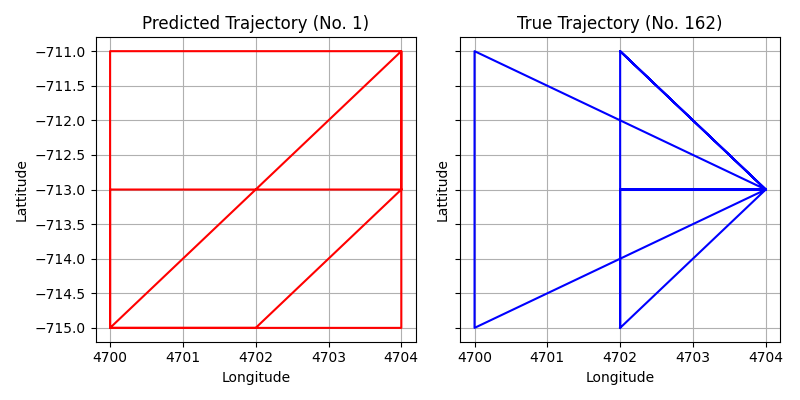 Predicted Trajectory (No. 1)
True Trajectory (No. 162)
−711.0
−711.5
−712.0
−712.5
−713.0
−713.5
−714.0
−714.5
−715.0
Lattitude
Lattitude
4700 4701 4702 4703 4704
4700 4701 4702 4703 4704
Longitude
Longitude